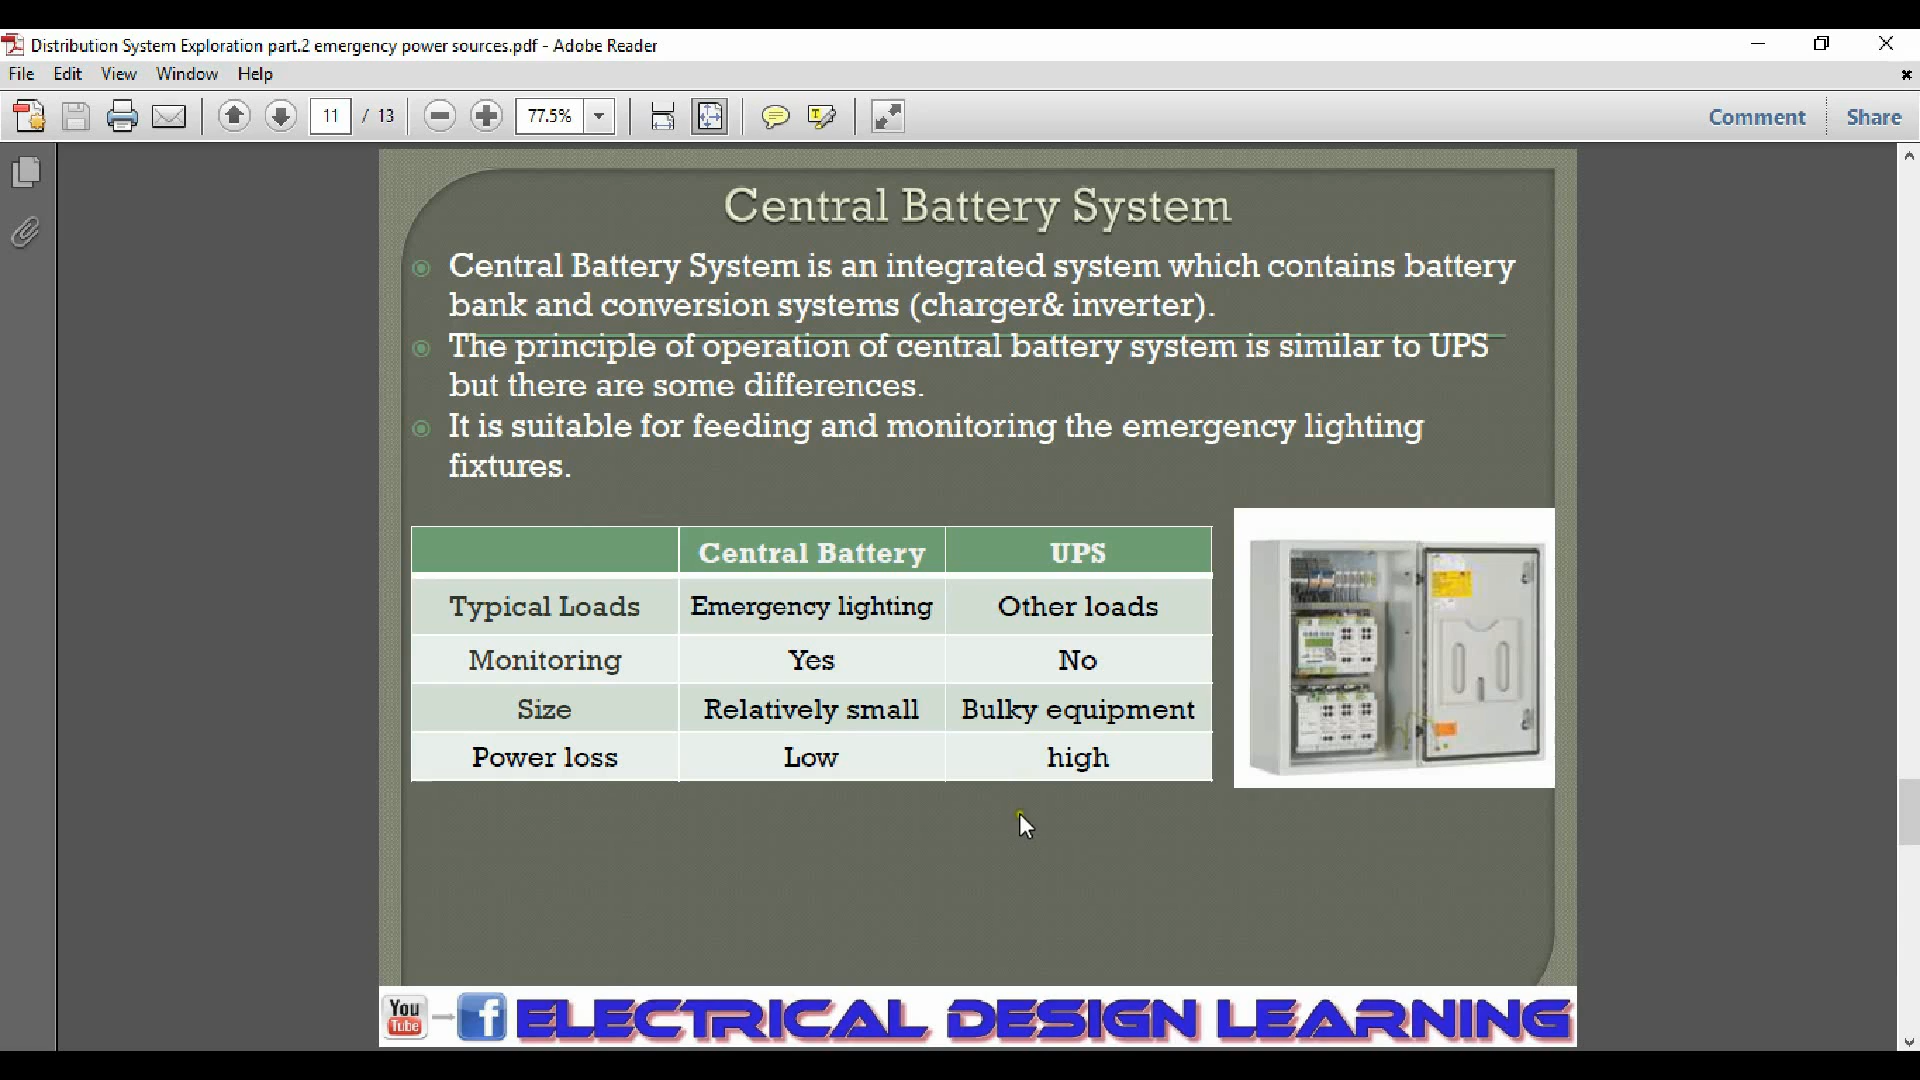 Distribution System Exploration part.2 emergency power sources.pdf - Adobe Reader
File Edit View Window Help
11 / 13 77.5% Comment Share
Central Battery System
Central Battery System is an integrated system which contains battery
bank and conversion systems (charger& inverter).
The principle of operation of central battery system is similar to UPS
but there are some differences.
It is suitable for feeding and monitoring the emergency lighting
fixtures.
Central Battery UPS
Typical Loads Emergency lighting Other loads
Monitoring Yes No
Size Relatively small Bulky equipment
Power loss Low high
You Tube f ELECTRICAL DESIGN LEARNING